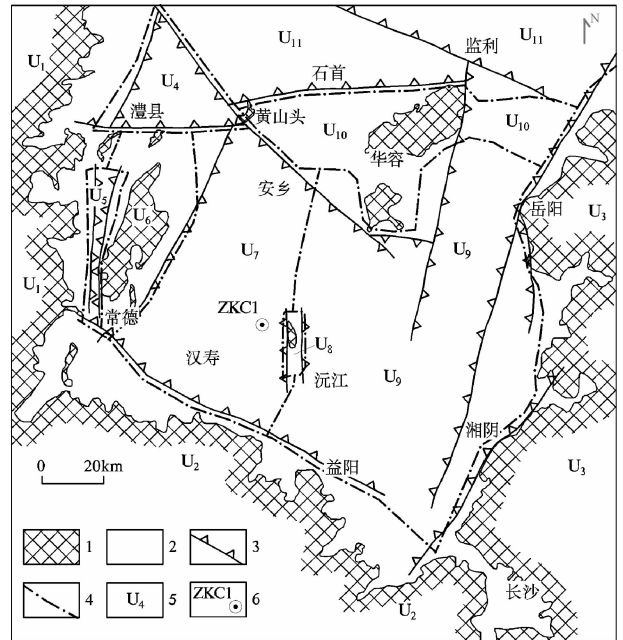 N
U₁₁
U₁₁
监利
U₁
石首
U₄
澧县
黄山头
U₁₀
U₁₀
华容
安乡
U₅
U₆
岳阳
U₃
U₇
U₉
U₁
ZKC1
常德
U₈
汉寿
沅江
U₉
湘阴
U₂
益阳
U₃
0 20km
1 2 3
4 U₄ 5 ZKC1 6
长沙
U₂